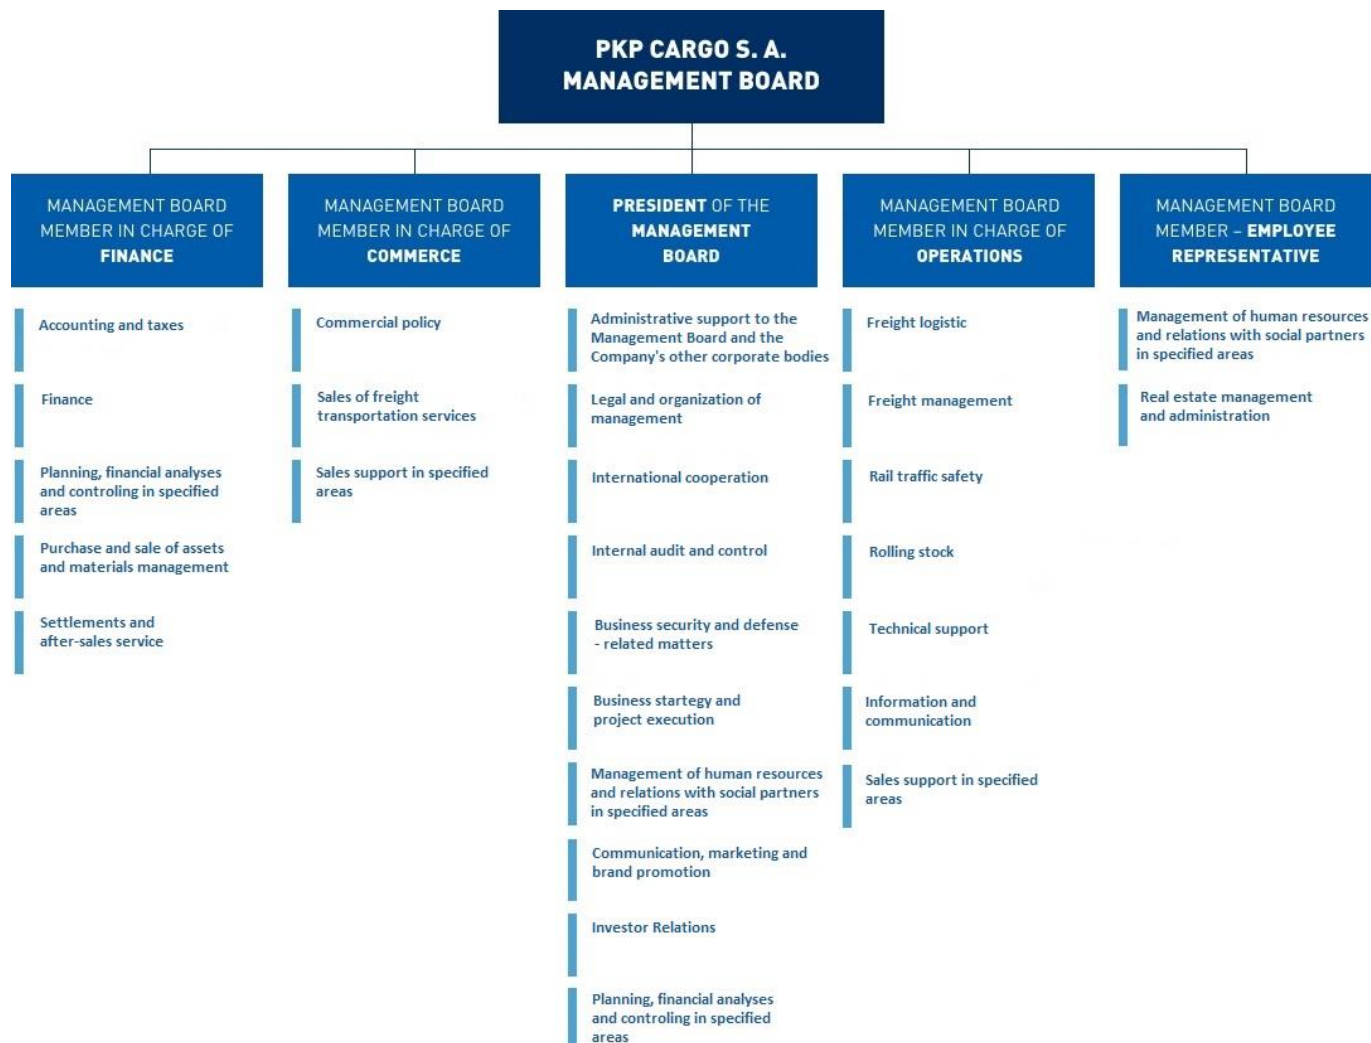 PKP CARGO S. A.
MANAGEMENT BOARD
MANAGEMENT BOARD
MEMBER IN CHARGE OF
FINANCE
Accounting and taxes
Finance
Planning, financial analyses
and controling in specified
areas
Purchase and sale of assets
and materials management
Settlements and
after-sales service
MANAGEMENT BOARD
MEMBER IN CHARGE OF
COMMERCE
Commercial policy
Sales of freight
transportation services
Sales support in specified
areas
PRESIDENT OF THE
MANAGEMENT
BOARD
Administrative support to the
Management Board and the
Company's other corporate bodies
Legal and organization of
management
International cooperation
Internal audit and control
Business security and defense
- related matters
Business startegy and
project execution
Management of human resources
and relations with social partners
in specified areas
Communication, marketing and
brand promotion
Investor Relations
Planning, financial analyses
and controling in specified
areas
MANAGEMENT BOARD
MEMBER IN CHARGE OF
OPERATIONS
Freight logistic
Freight management
Rail traffic safety
Rolling stock
Technical support
Information and
communication
Sales support in specified
areas
MANAGEMENT BOARD
MEMBER – EMPLOYEE
REPRESENTATIVE
Management of human resources
and relations with social partners
in specified areas
Real estate management
and administration